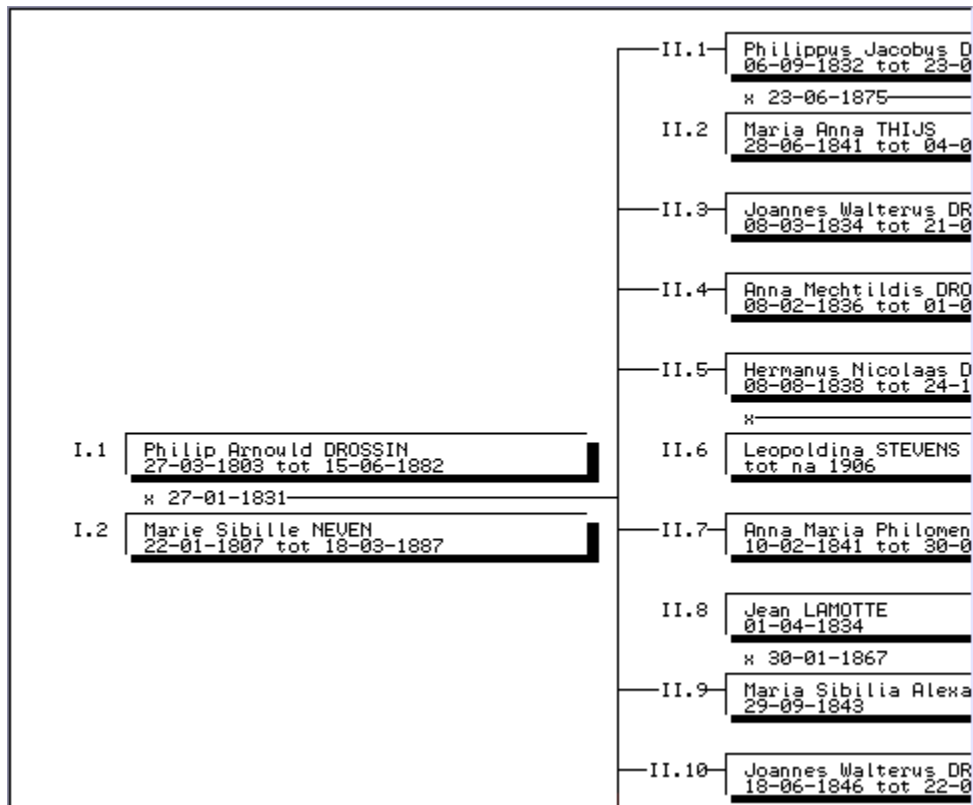 II.1 Philippus Jacobus D
06-09-1832 tot 23-0
x 23-06-1875
II.2 Maria Anna THIJS
28-06-1841 tot 04-0
II.3 Joannes Walterus DR
08-03-1834 tot 21-0
II.4 Anna Mechtildis DRO
08-02-1836 tot 01-0
II.5 Hermanus Nicolaas D
08-08-1838 tot 24-1
x
I.1 Philip Arnould DROSSIN
27-03-1803 tot 15-06-1882
II.6 Leopoldina STEVENS
tot na 1906
x 27-01-1831
I.2 Marie Sibille NEVEN
22-01-1807 tot 18-03-1887
II.7 Anna Maria Philomen
10-02-1841 tot 30-0
II.8 Jean LAMOTTE
01-04-1834
x 30-01-1867
II.9 Maria Sibilia Alexa
29-09-1843
II.10 Joannes Walterus DR
18-06-1846 tot 22-0